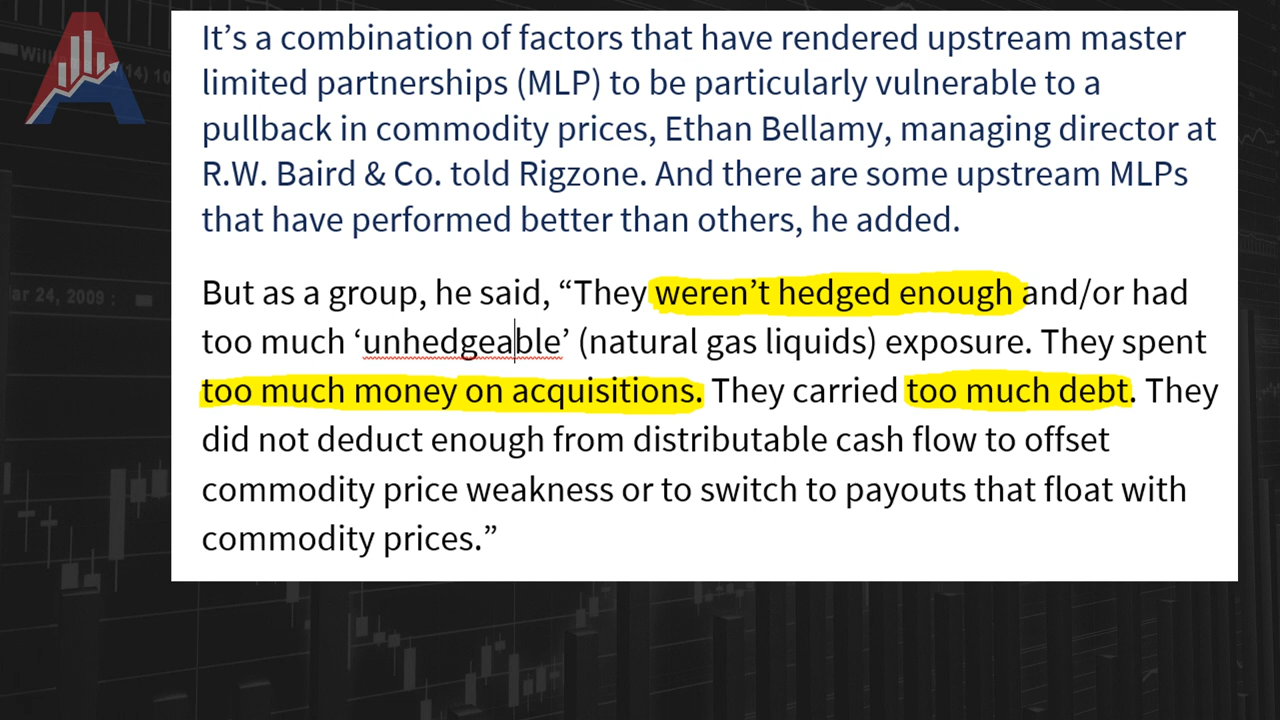 It’s a combination of factors that have rendered upstream master
limited partnerships (MLP) to be particularly vulnerable to a
pullback in commodity prices, Ethan Bellamy, managing director at
R.W. Baird & Co. told Rigzone. And there are some upstream MLPs
that have performed better than others, he added.
But as a group, he said, “They weren’t hedged enough and/or had
too much ‘unhedgeable’ (natural gas liquids) exposure. They spent
too much money on acquisitions. They carried too much debt. They
did not deduct enough from distributable cash flow to offset
commodity price weakness or to switch to payouts that float with
commodity prices.”
14) 10
ar 24, 2009 :